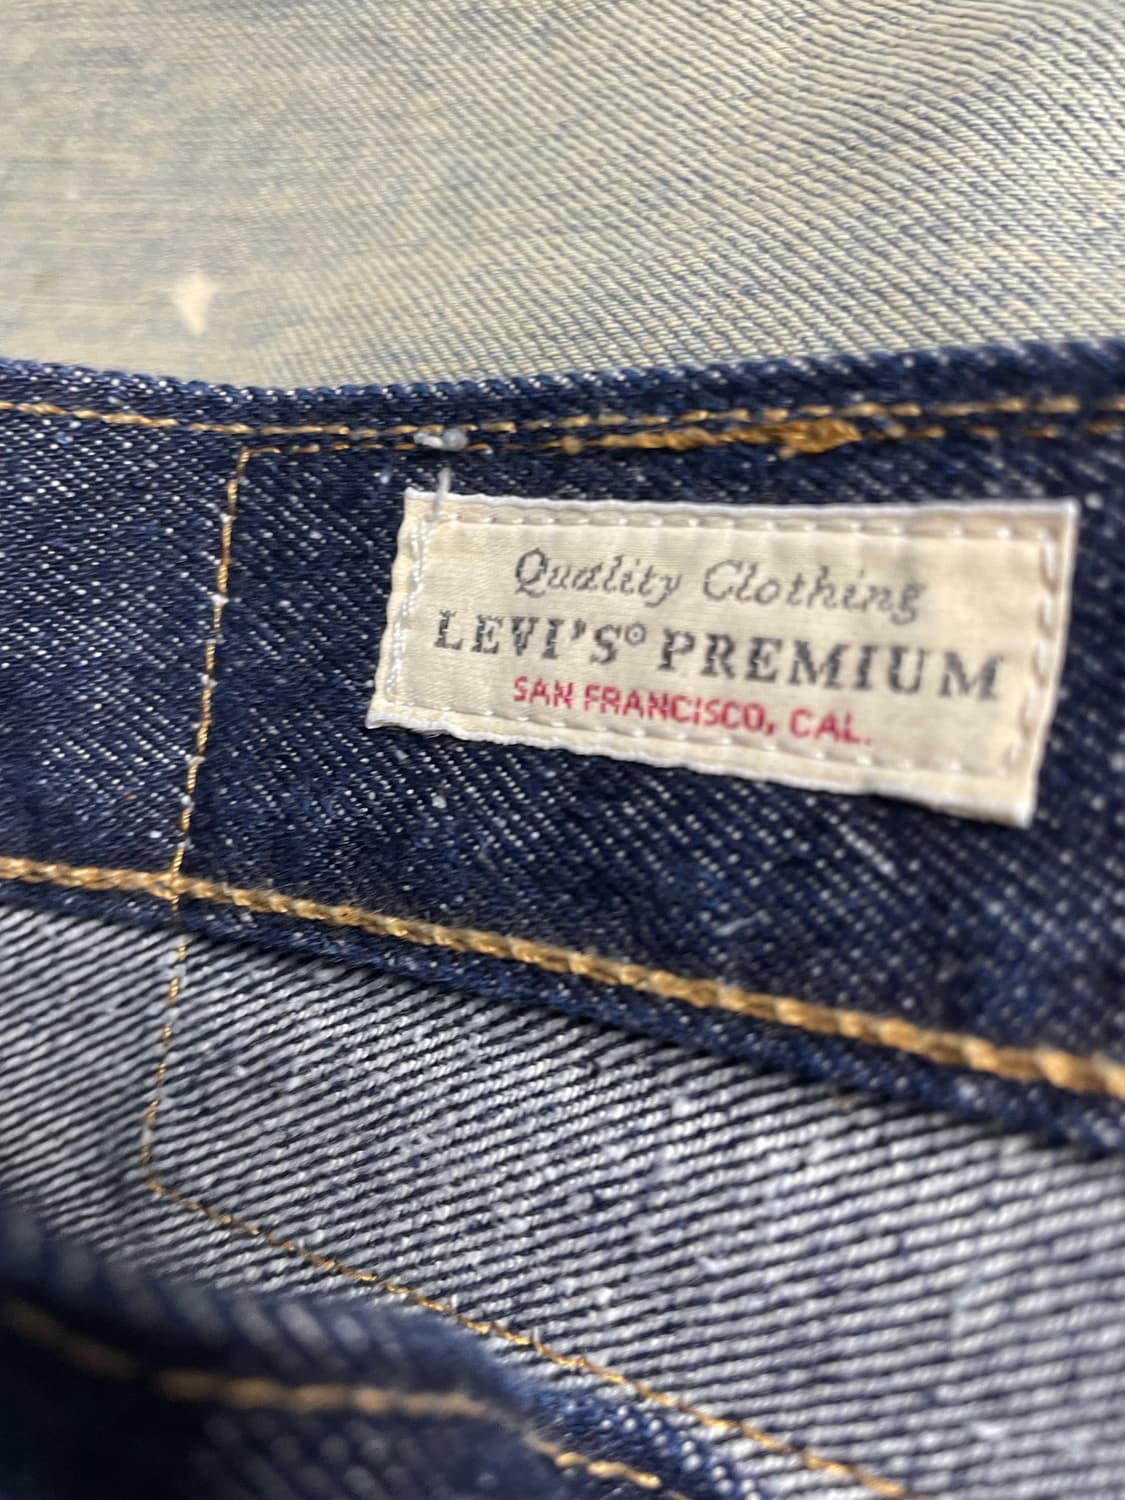 Quality Clothing
LEVI'S® PREMIUM
SAN FRANCISCO, CAL.